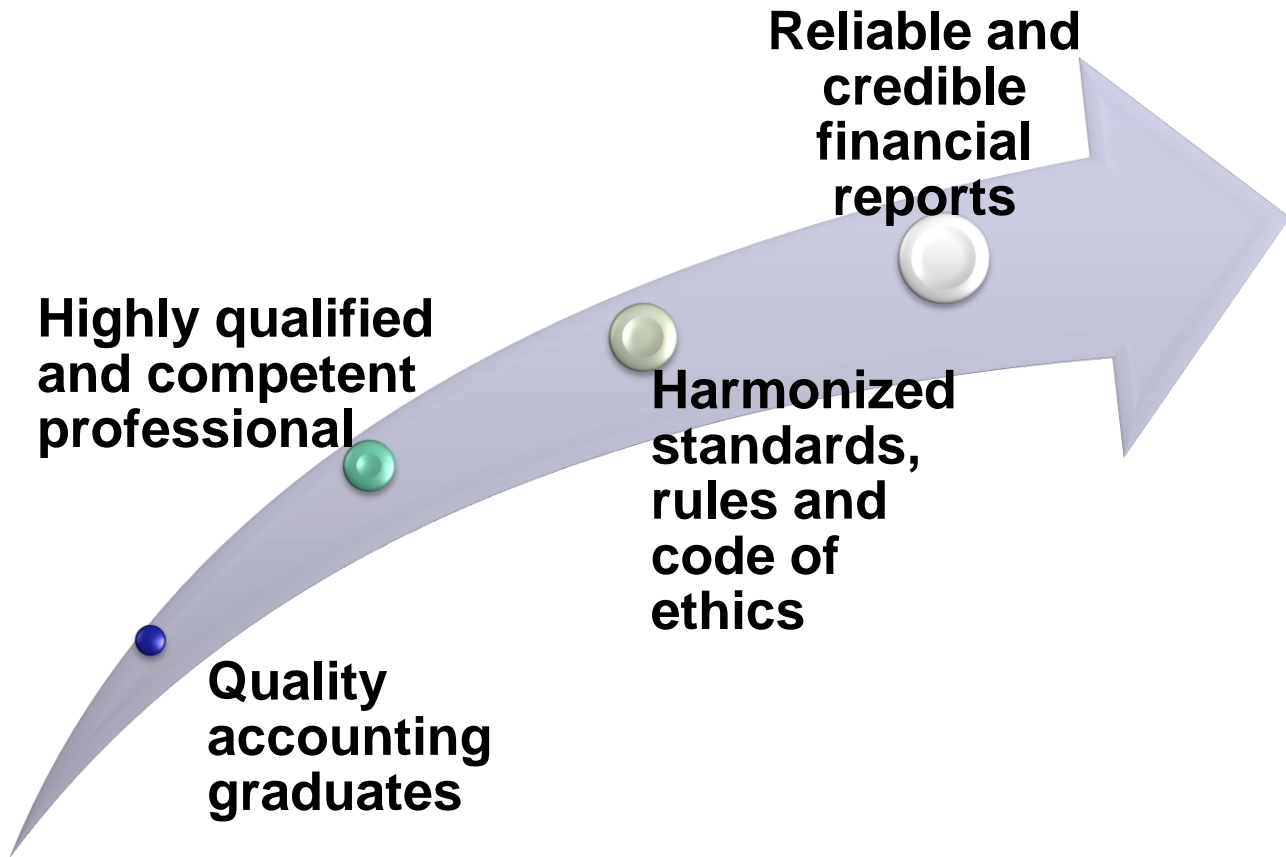 Reliable and
credible
financial
reports
Highly qualified
and competent
professional
Harmonized
standards,
rules and
code of
ethics
Quality
accounting
graduates